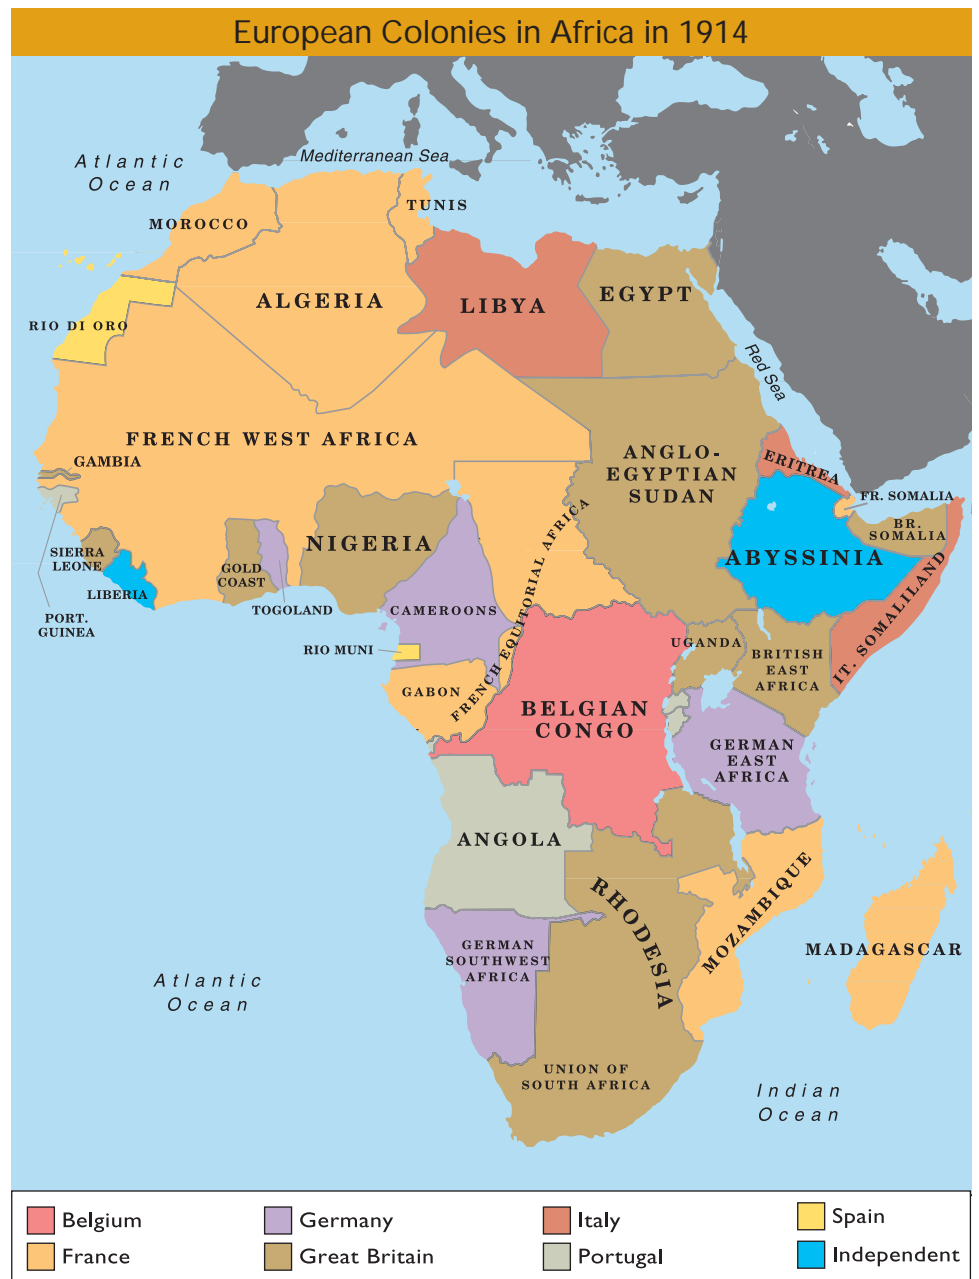 European Colonies in Africa in 1914
Atlantic
Ocean
Mediterranean Sea
TUNIS
MOROCCO
ALGERIA
LIBYA
EGYPT
RIO DI ORO
Red Sea
FRENCH WEST AFRICA
GAMBIA
ANGLO-
EGYPTIAN
SUDAN
ERITREA
FR. SOMALIA
BR.
SOMALIA
SIERRA
LEONE
LIBERIA
PORT.
GUINEA
GOLD
COAST
TOGOLAND
NIGERIA
CAMEROONS
FRENCH EQUITORIAL AFRICA
ABYSSINIA
IT. SOMALILAND
RIO MUNI
GABON
UGANDA
BRITISH
EAST
AFRICA
BELGIAN
CONGO
GERMAN
EAST
AFRICA
ANGOLA
RHODESIA
MOZAMBIQUE
MADAGASCAR
GERMAN
SOUTHWEST
AFRICA
Atlantic
Ocean
UNION OF
SOUTH AFRICA
Indian
Ocean
Belgium
Germany
Italy
Spain
France
Great Britain
Portugal
Independent